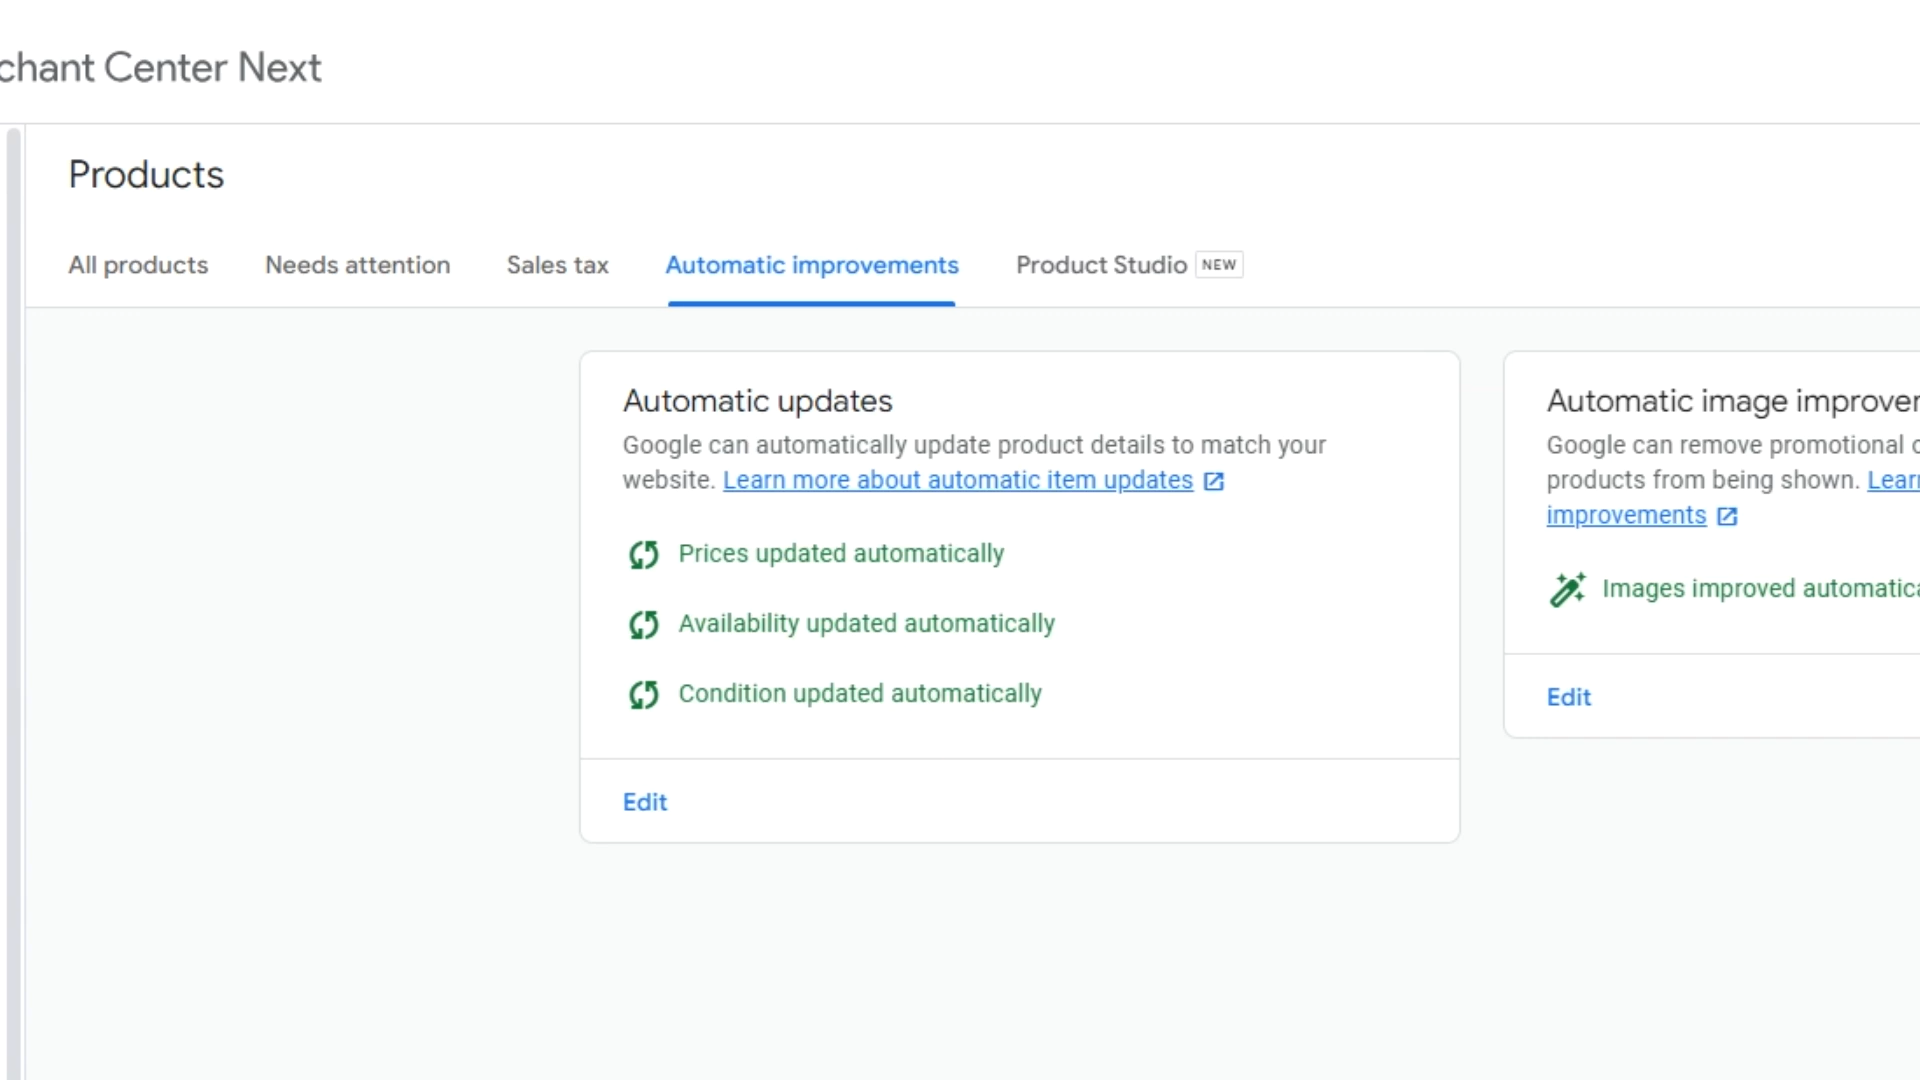 chant Center Next
Products
All products Needs attention Sales tax Automatic improvements Product Studio NEW
Automatic updates
Google can automatically update product details to match your
website. Learn more about automatic item updates
Prices updated automatically
Availability updated automatically
Condition updated automatically
Edit
Automatic image improve
Google can remove promotional
products from being shown. Lear
improvements
Images improved automatic
Edit